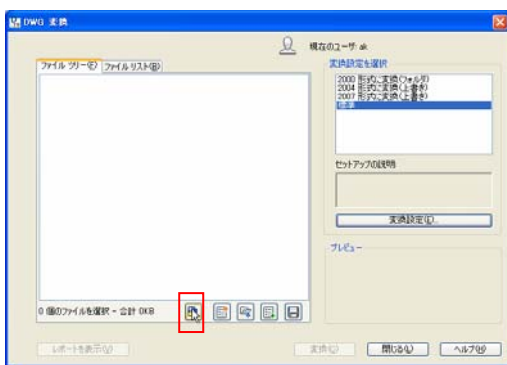 DWG 変換
現在のユーザ: ak
ファイル ツリー(E) ファイル リスト(B)
変換設定を選択
2000 形式に変換(フォルダ)
2004 形式に変換(上書き)
2007 形式に変換(上書き)
標準
セットアップの説明
変換設定(I)...
プレビュー
0 個のファイルを選択 - 合計 0KB
レポートを表示(V)
変換(C) 閉じる(L) ヘルプ(H)